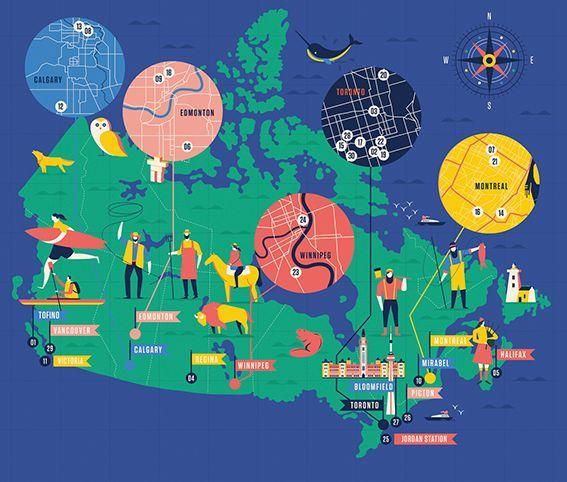 N
W E
S
13
08
CALGARY
12
18
09
EDMONTON
06
20
TORONTO
03
15
28
17
30
22
02
19
07
21
MONTREAL
16
14
24
WINNIPEG
23
TOFINO
VANCOUVER
01
29
11
VICTORIA
EDMONTON
CALGARY
REGINA
04
WINNIPEG
BLOOMFIELD
TORONTO
27
26
25
JORDAN STATION
MONTREAL
MIRABEL
10
PICTON
HALIFAX
05